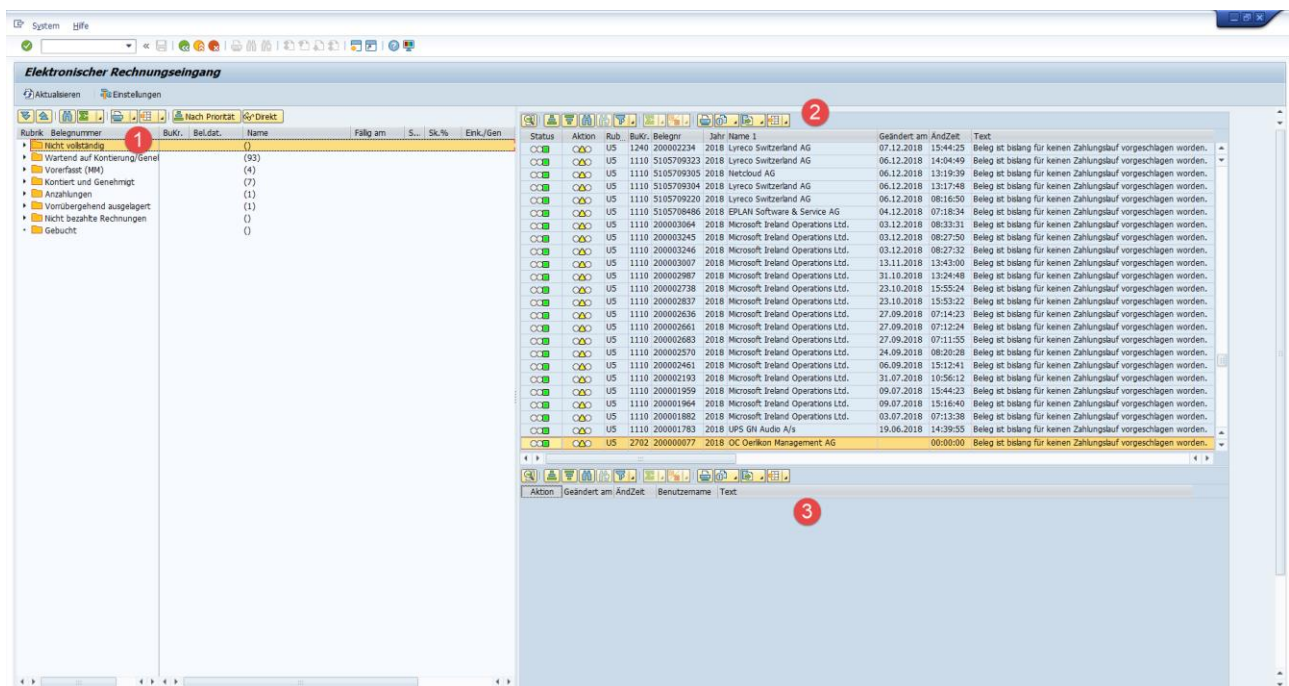 System Hilfe
Elektronischer Rechnungseingang
Aktualisieren Einstellungen
Nach Priorität Direkt
Rubrik Belegnummer BuKr. Bel.dat. Name Fällig am S... Sk.% Eink./Gen
1
Nicht vollständig ()
Wartend auf Kontierung/Genel (93)
Vorerfasst (MM) (4)
Kontiert und Genehmigt (7)
Anzahlungen (1)
Vorrübergehend ausgelagert (1)
Nicht bezahlte Rechnungen ()
Gebucht ()
2
Status Aktion Rub_ BuKr. Belegnr Jahr Name 1 Geändert am ÄndZeit Text
U5 1240 200002234 2018 Lyreco Switzerland AG 07.12.2018 15:44:25 Beleg ist bislang für keinen Zahlungslauf vorgeschlagen worden.
U5 1110 5105709323 2018 Lyreco Switzerland AG 06.12.2018 14:04:49 Beleg ist bislang für keinen Zahlungslauf vorgeschlagen worden.
U5 1110 5105709305 2018 Netcloud AG 06.12.2018 13:19:39 Beleg ist bislang für keinen Zahlungslauf vorgeschlagen worden.
U5 1110 5105709304 2018 Lyreco Switzerland AG 06.12.2018 13:17:48 Beleg ist bislang für keinen Zahlungslauf vorgeschlagen worden.
U5 1110 5105709220 2018 Lyreco Switzerland AG 06.12.2018 08:16:50 Beleg ist bislang für keinen Zahlungslauf vorgeschlagen worden.
U5 1110 5105708486 2018 EPLAN Software & Service AG 04.12.2018 07:18:34 Beleg ist bislang für keinen Zahlungslauf vorgeschlagen worden.
U5 1110 200003064 2018 Microsoft Ireland Operations Ltd. 03.12.2018 08:33:31 Beleg ist bislang für keinen Zahlungslauf vorgeschlagen worden.
U5 1110 200003245 2018 Microsoft Ireland Operations Ltd. 03.12.2018 08:27:50 Beleg ist bislang für keinen Zahlungslauf vorgeschlagen worden.
U5 1110 200003246 2018 Microsoft Ireland Operations Ltd. 03.12.2018 08:27:32 Beleg ist bislang für keinen Zahlungslauf vorgeschlagen worden.
U5 1110 200003007 2018 Microsoft Ireland Operations Ltd. 13.11.2018 13:43:00 Beleg ist bislang für keinen Zahlungslauf vorgeschlagen worden.
U5 1110 200002987 2018 Microsoft Ireland Operations Ltd. 31.10.2018 13:24:48 Beleg ist bislang für keinen Zahlungslauf vorgeschlagen worden.
U5 1110 200002738 2018 Microsoft Ireland Operations Ltd. 23.10.2018 15:55:24 Beleg ist bislang für keinen Zahlungslauf vorgeschlagen worden.
U5 1110 200002837 2018 Microsoft Ireland Operations Ltd. 23.10.2018 15:53:22 Beleg ist bislang für keinen Zahlungslauf vorgeschlagen worden.
U5 1110 200002636 2018 Microsoft Ireland Operations Ltd. 27.09.2018 07:14:23 Beleg ist bislang für keinen Zahlungslauf vorgeschlagen worden.
U5 1110 200002661 2018 Microsoft Ireland Operations Ltd. 27.09.2018 07:12:24 Beleg ist bislang für keinen Zahlungslauf vorgeschlagen worden.
U5 1110 200002683 2018 Microsoft Ireland Operations Ltd. 27.09.2018 07:11:55 Beleg ist bislang für keinen Zahlungslauf vorgeschlagen worden.
U5 1110 200002570 2018 Microsoft Ireland Operations Ltd. 24.09.2018 08:20:28 Beleg ist bislang für keinen Zahlungslauf vorgeschlagen worden.
U5 1110 200002461 2018 Microsoft Ireland Operations Ltd. 06.09.2018 15:12:41 Beleg ist bislang für keinen Zahlungslauf vorgeschlagen worden.
U5 1110 200002193 2018 Microsoft Ireland Operations Ltd. 31.07.2018 10:56:12 Beleg ist bislang für keinen Zahlungslauf vorgeschlagen worden.
U5 1110 200001959 2018 Microsoft Ireland Operations Ltd. 09.07.2018 15:44:23 Beleg ist bislang für keinen Zahlungslauf vorgeschlagen worden.
U5 1110 200001964 2018 Microsoft Ireland Operations Ltd. 09.07.2018 15:16:40 Beleg ist bislang für keinen Zahlungslauf vorgeschlagen worden.
U5 1110 200001882 2018 Microsoft Ireland Operations Ltd. 03.07.2018 07:13:38 Beleg ist bislang für keinen Zahlungslauf vorgeschlagen worden.
U5 1110 200001783 2018 UPS GN Audio A/s 19.06.2018 14:39:55 Beleg ist bislang für keinen Zahlungslauf vorgeschlagen worden.
U5 2702 200000077 2018 OC Oerlikon Management AG 00:00:00 Beleg ist bislang für keinen Zahlungslauf vorgeschlagen worden.
Aktion Geändert am ÄndZeit Benutzername Text
3